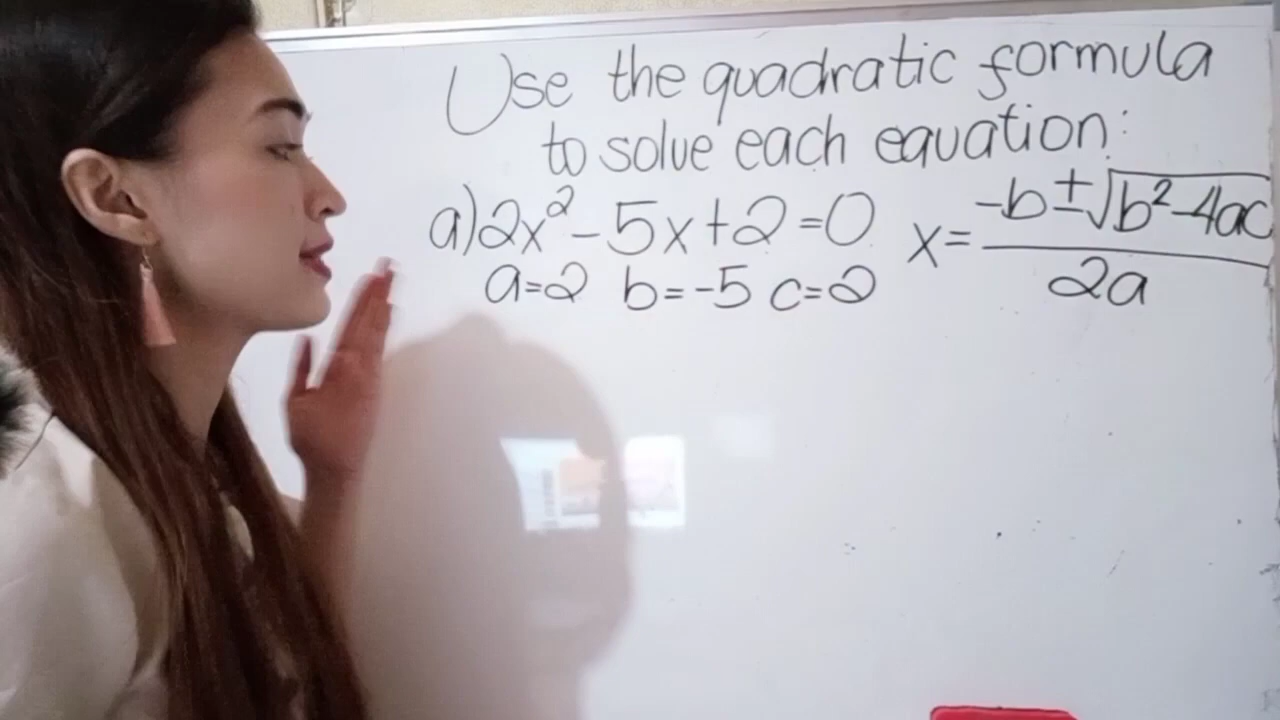 Use the quadratic formula
to solve each equation:
a) 2x² - 5x + 2 = 0
a = 2 b = -5 c = 2
x = -b ± √b² - 4ac
2a